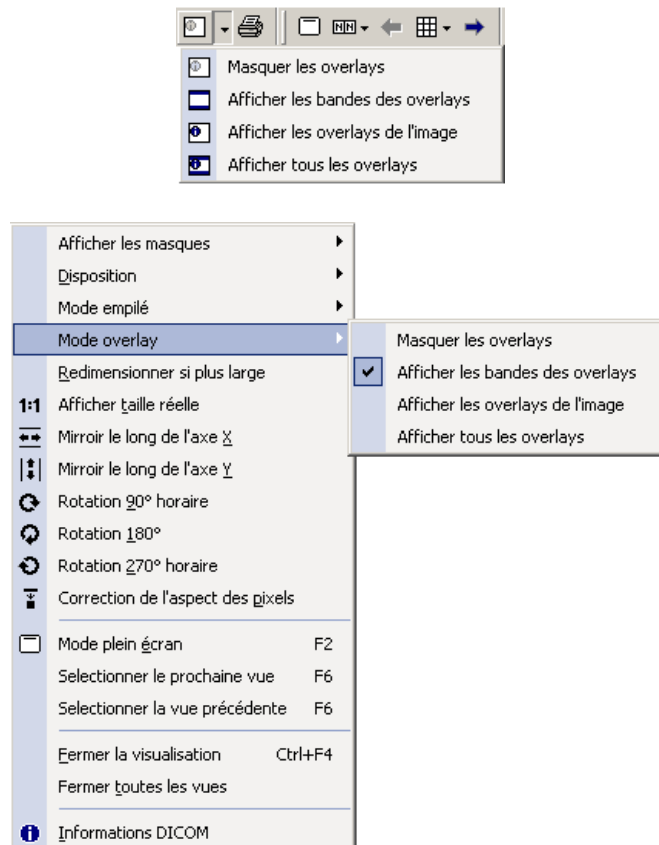 NN
Masquer les overlays
Afficher les bandes des overlays
Afficher les overlays de l'image
Afficher tous les overlays
Afficher les masques
Disposition
Mode empilé
Mode overlay
Masquer les overlays
Redimensionner si plus large
Afficher les bandes des overlays
1:1 Afficher taille réelle
Afficher les overlays de l'image
Mirroir le long de l'axe X
Afficher tous les overlays
Mirroir le long de l'axe Y
Rotation 90° horaire
Rotation 180°
Rotation 270° horaire
Correction de l'aspect des pixels
Mode plein écran F2
Selectionner le prochaine vue F6
Selectionner la vue précédente F6
Fermer la visualisation Ctrl+F4
Fermer toutes les vues
Informations DICOM